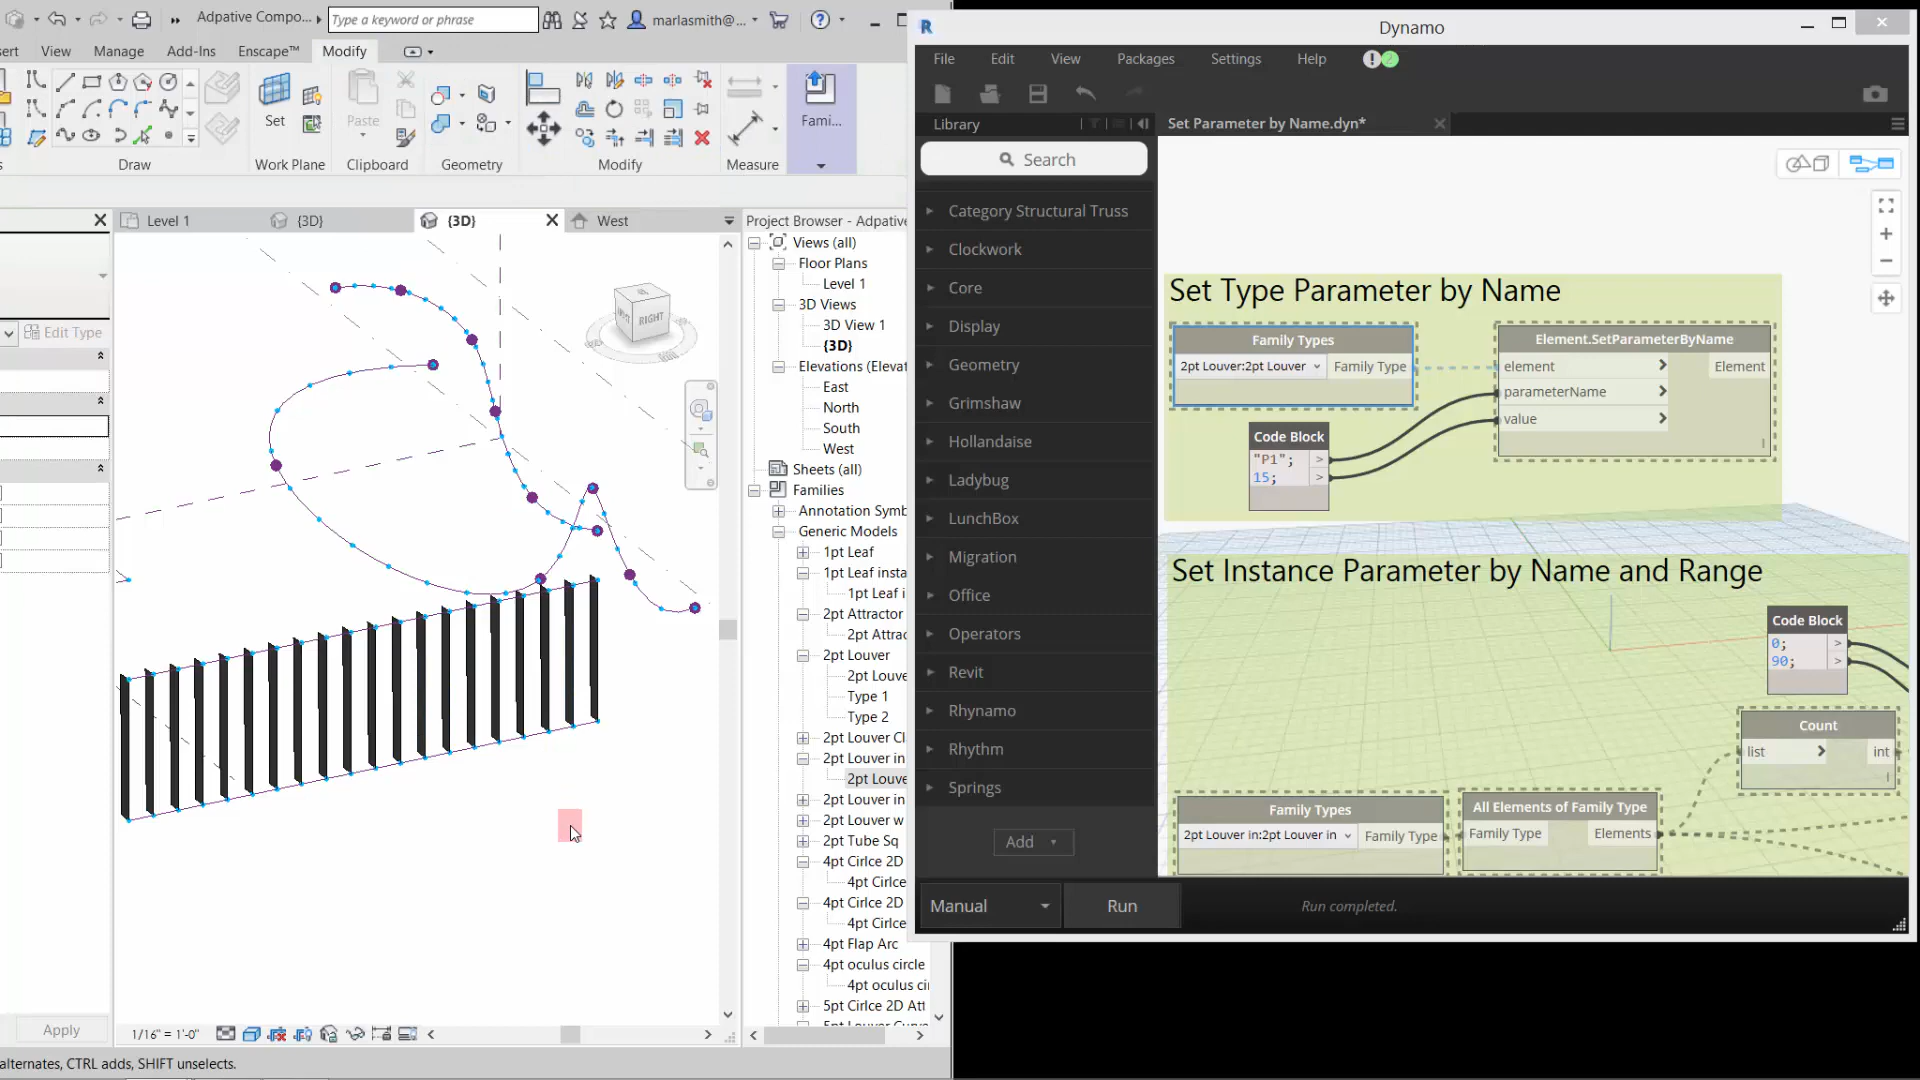 Adpative Compo...
Type a keyword or phrase
marlasmith@...
View
Manage
Add-Ins
Enscape™
Modify
Set
Paste
Fami...
Draw
Work Plane
Clipboard
Geometry
Modify
Measure
Level 1
{3D}
{3D}
West
Edit Type
RIGHT
Apply
1/16" = 1'-0"
alternates, CTRL adds, SHIFT unselects.
Project Browser - Adpative
Views (all)
Floor Plans
Level 1
3D Views
3D View 1
{3D}
Elevations (Elevat
East
North
South
West
Sheets (all)
Families
Annotation Symb
Generic Models
1pt Leaf
1pt Leaf insta
1pt Leaf i
2pt Attractor
2pt Attrac
2pt Louver
2pt Louve
Type 1
Type 2
2pt Louver Cl
2pt Louver in
2pt Louve
2pt Louver in
2pt Louver w
2pt Tube Sq
4pt Cirlce 2D
4pt Cirlce
4pt Cirlce 2D
4pt Cirlce
4pt Flap Arc
4pt oculus circle
4pt oculus ci
5pt Cirlce 2D Att
Dynamo
File
Edit
View
Packages
Settings
Help
2
Library
Set Parameter by Name.dyn*
Search
Category Structural Truss
Clockwork
Core
Display
Geometry
Grimshaw
Hollandaise
Ladybug
LunchBox
Migration
Office
Operators
Revit
Rhynamo
Rhythm
Springs
Add
Manual
Run
Run completed.
Set Type Parameter by Name
Family Types
2pt Louver:2pt Louver
Family Type
Code Block
"P1"; >
15; >
Element.SetParameterByName
element
Element
parameterName
value
Set Instance Parameter by Name and Range
Code Block
0; >
90; >
Count
list
int
Family Types
2pt Louver in:2pt Louver in
Family Type
All Elements of Family Type
Family Type
Elements